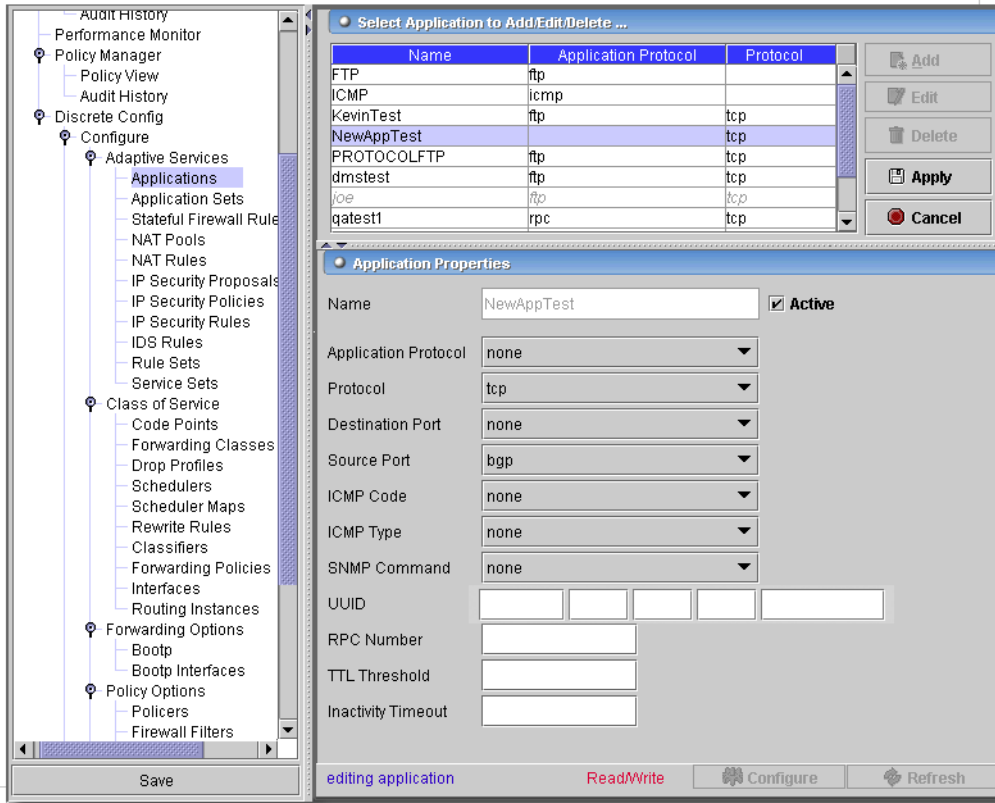 Audit History
Performance Monitor
Policy Manager
Policy View
Audit History
Discrete Config
Configure
Adaptive Services
Applications
Application Sets
Stateful Firewall Rule
NAT Pools
NAT Rules
IP Security Proposals
IP Security Policies
IP Security Rules
IDS Rules
Rule Sets
Service Sets
Class of Service
Code Points
Forwarding Classes
Drop Profiles
Schedulers
Scheduler Maps
Rewrite Rules
Classifiers
Forwarding Policies
Interfaces
Routing Instances
Forwarding Options
Bootp
Bootp Interfaces
Policy Options
Policers
Firewall Filters
Save
Select Application to Add/Edit/Delete ...
Name Application Protocol Protocol
FTP ftp
ICMP icmp
KevinTest ftp tcp
NewAppTest tcp
PROTOCOLFTP ftp tcp
dmstest ftp tcp
joe ftp tcp
qatest1 rpc tcp
Add
Edit
Delete
Apply
Cancel
Application Properties
Name NewAppTest Active
Application Protocol none
Protocol tcp
Destination Port none
Source Port bgp
ICMP Code none
ICMP Type none
SNMP Command none
UUID
RPC Number
TTL Threshold
Inactivity Timeout
editing application Read/Write Configure Refresh